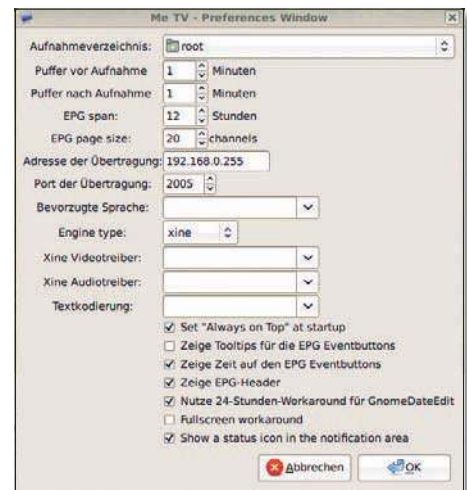 Me TV - Preferences Window
Aufnahmeverzeichnis: root
Puffer vor Aufnahme 1 Minuten
Puffer nach Aufnahme 1 Minuten
EPG span: 12 Stunden
EPG page size: 20 channels
Adresse der Übertragung: 192.168.0.255
Port der Übertragung: 2005
Bevorzugte Sprache:
Engine type: xine
Xine Videotreiber:
Xine Audiotreiber:
Textkodierung:
Set "Always on Top" at startup
Zeige Tooltips für die EPG Eventbuttons
Zeige Zeit auf den EPG Eventbuttons
Zeige EPG-Header
Nutze 24-Stunden-Workaround für GnomeDateEdit
Fullscreen workaround
Show a status icon in the notification area
Abbrechen OK